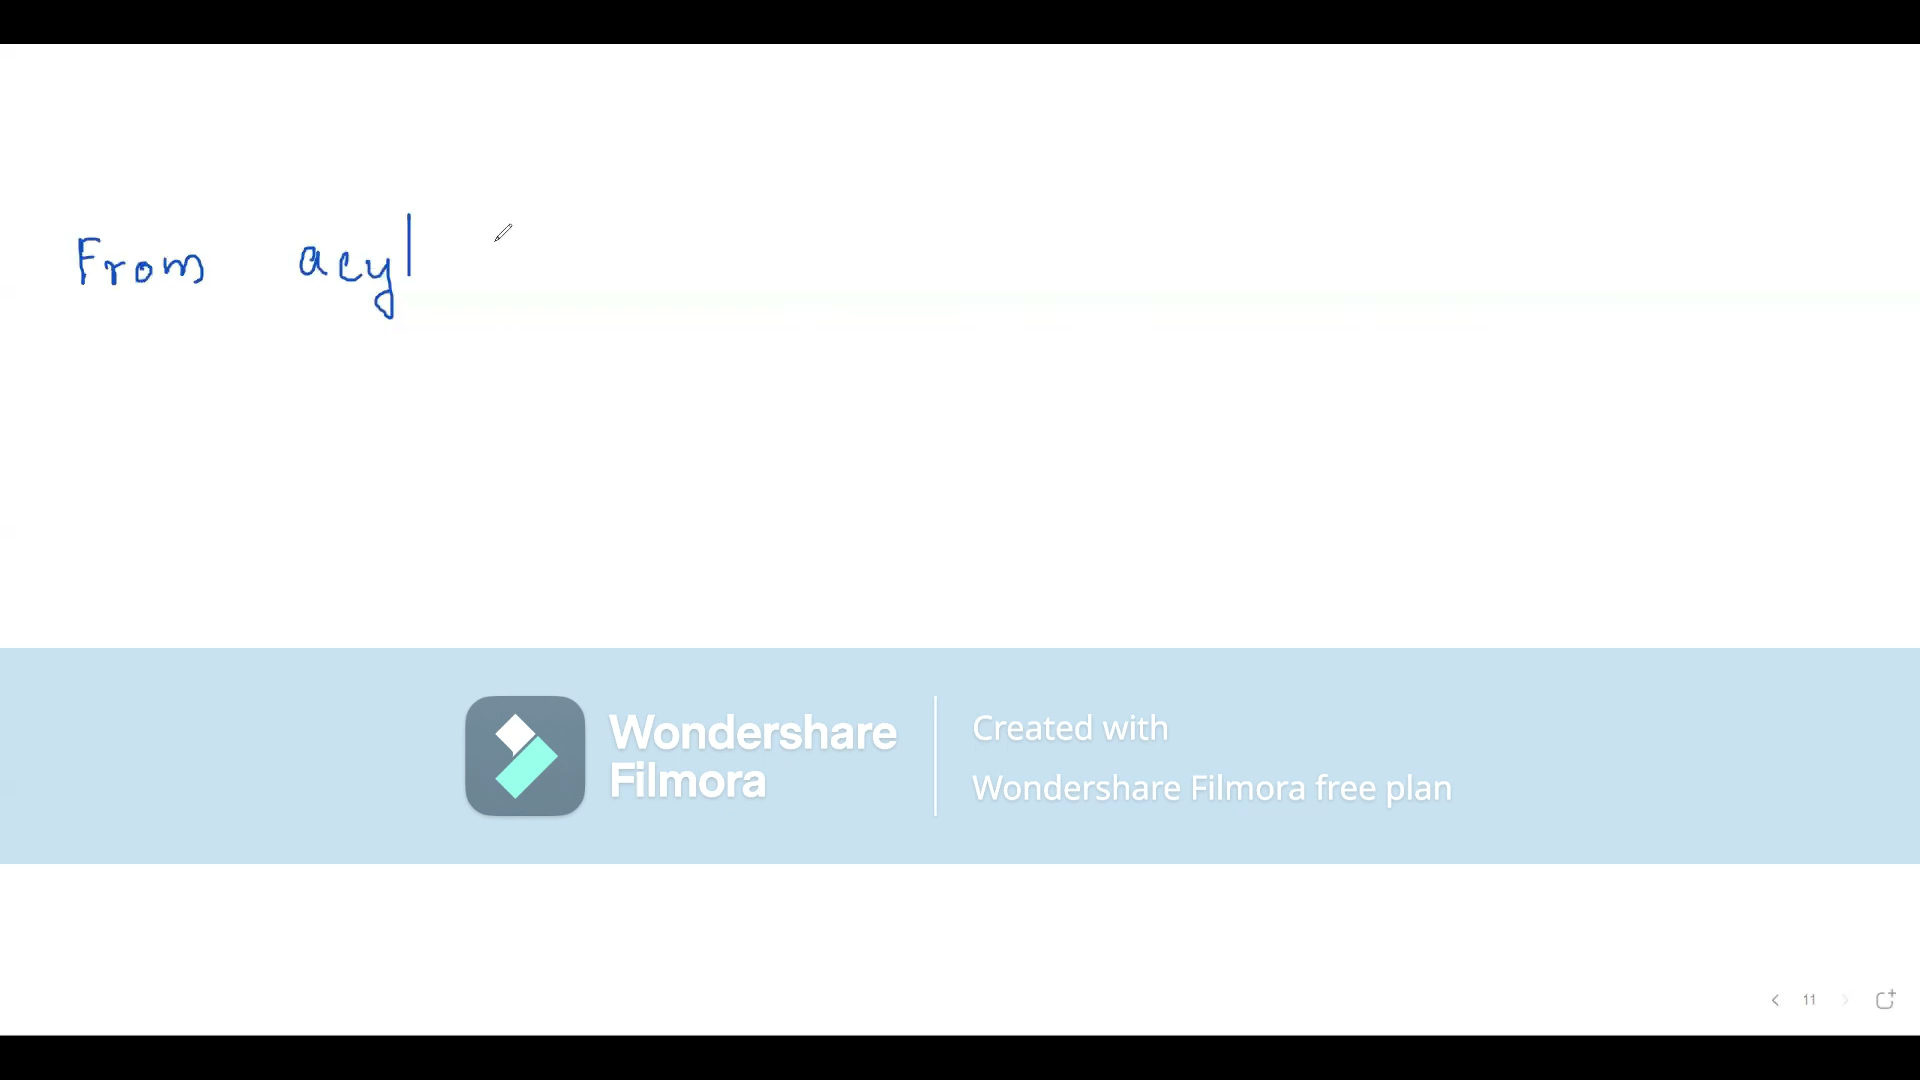 From acyl
Wondershare
Filmora
Created with
Wondershare Filmora free plan
11